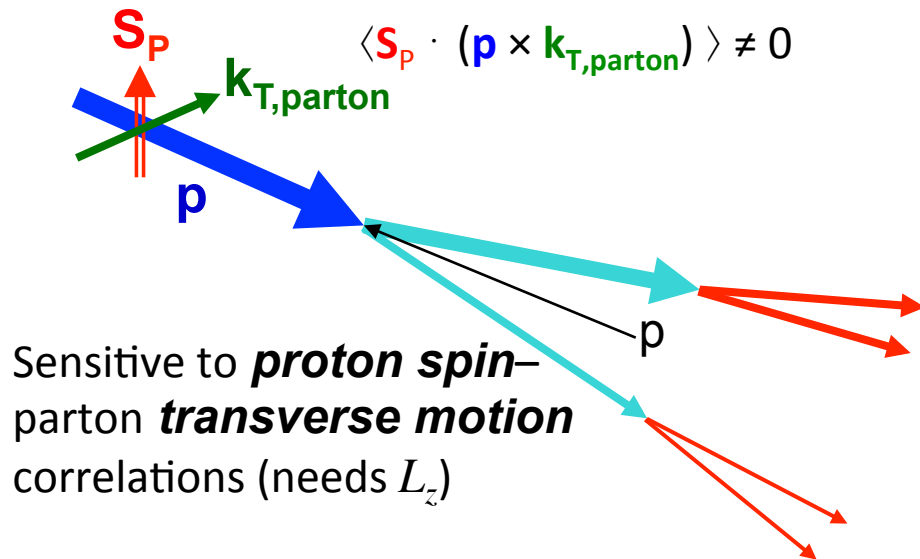 S_P
⟨S_P · (p × k_T,parton) ⟩ ≠ 0
k_T,parton
p
p
Sensitive to proton spin–
parton transverse motion
correlations (needs L_z)